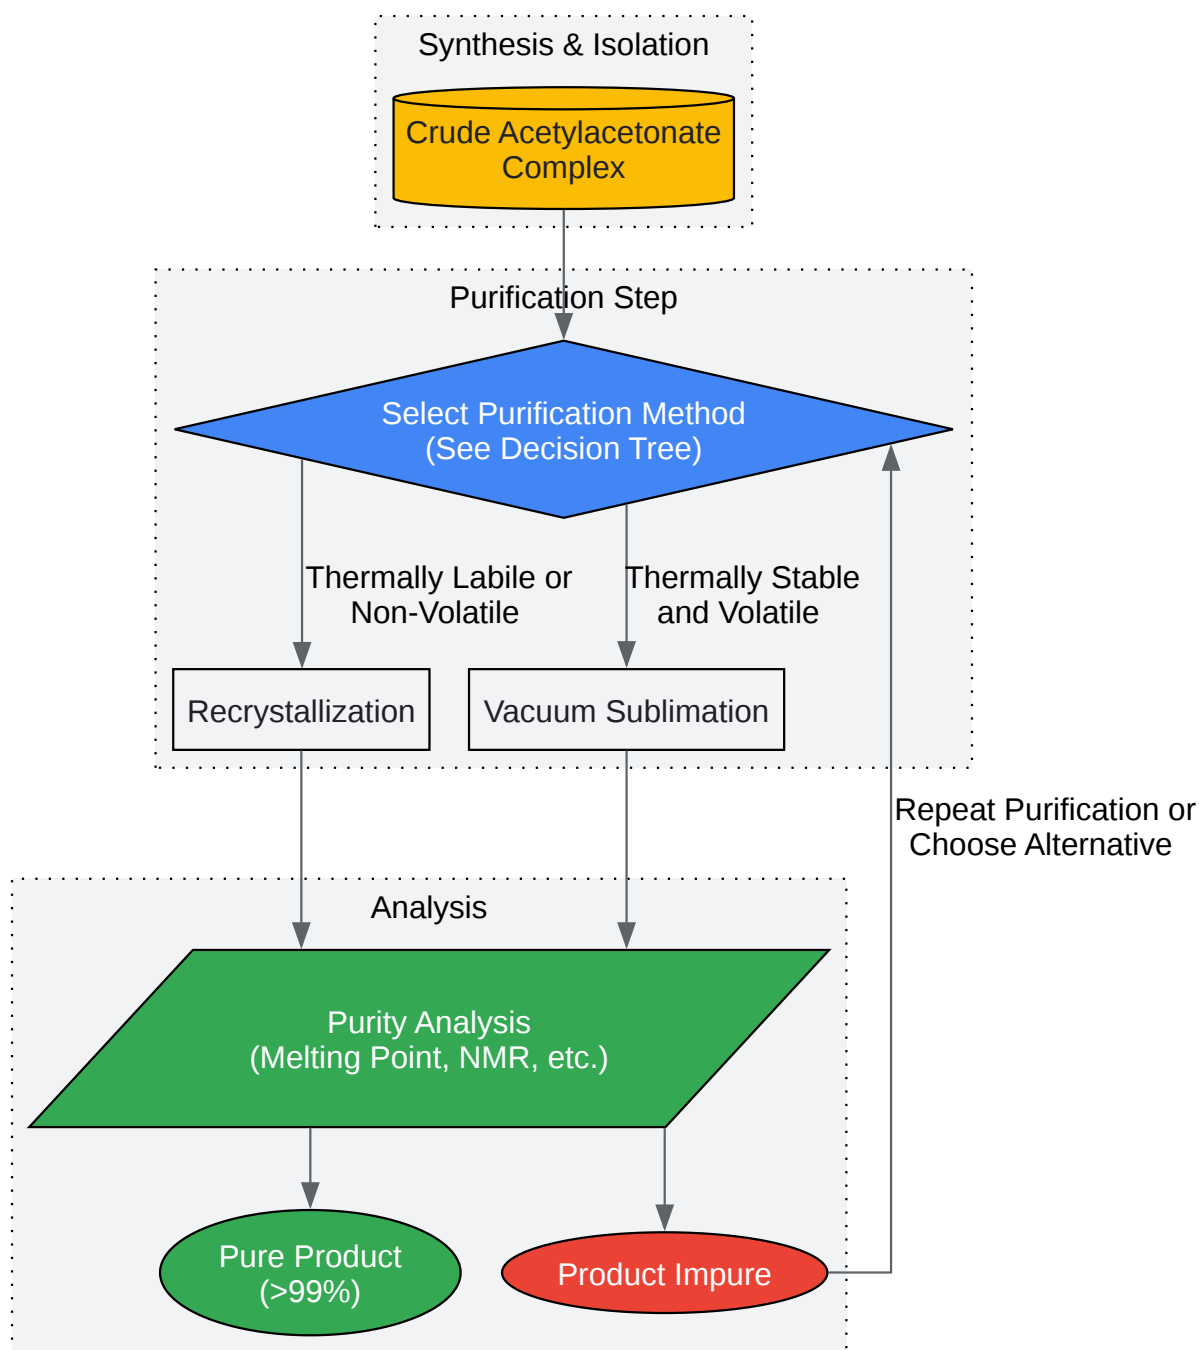 Synthesis & Isolation
Crude Acetylacetonate
Complex
Purification Step
Select Purification Method
(See Decision Tree)
Thermally Labile or
Non-Volatile
Thermally Stable
and Volatile
Recrystallization
Vacuum Sublimation
Repeat Purification or
Choose Alternative
Analysis
Purity Analysis
(Melting Point, NMR, etc.)
Pure Product
(>99%)
Product Impure